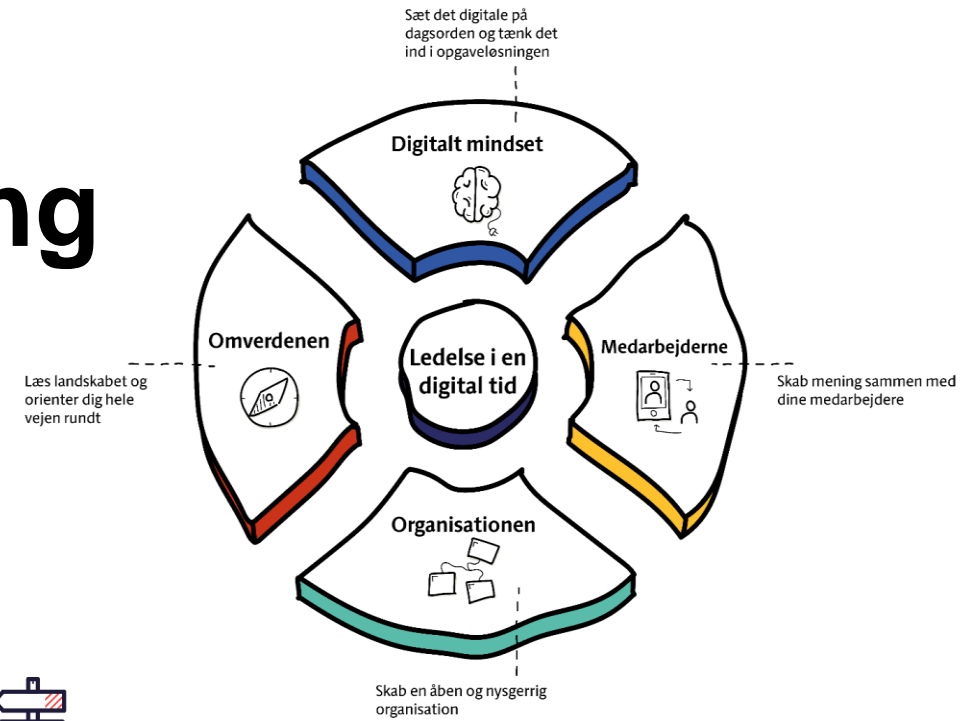 Sæt det digitale på
dagsorden og tænk det
ind i opgaveløsningen
Digitalt mindset
ng
Omverdenen
Læs landskabet og
orienter dig hele
vejen rundt
Ledelse i en
digital tid
Medarbejderne
Skab mening sammen med
dine medarbejdere
Organisationen
Skab en åben og nysgerrig
organisation